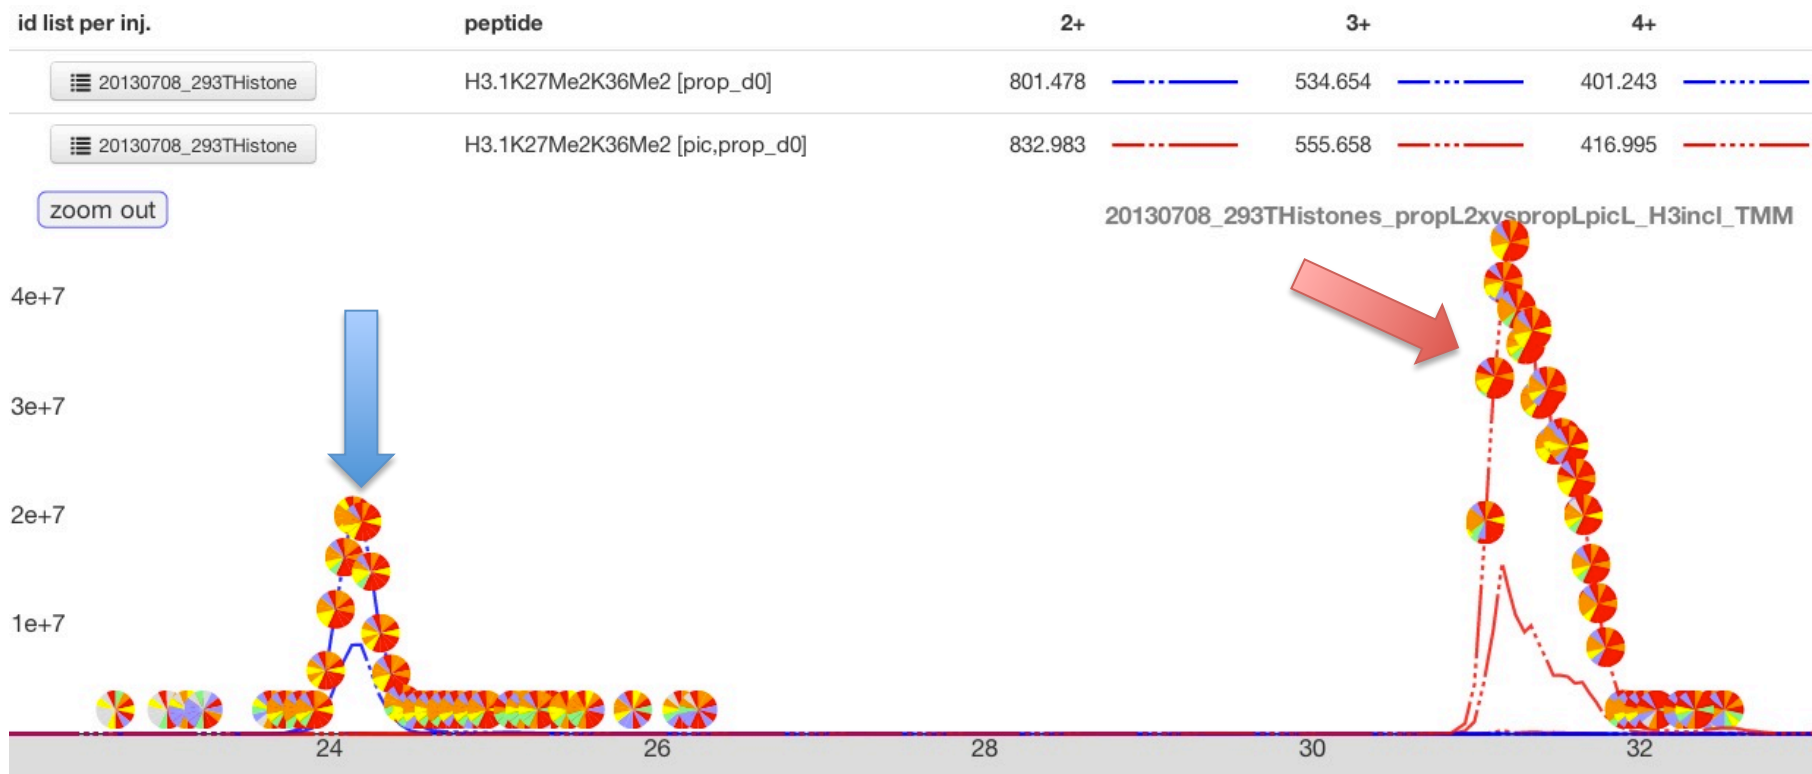 id list per inj. peptide 2+ 3+ 4+
20130708_293THistone H3.1K27Me2K36Me2 [prop_d0] 801.478 534.654 401.243
20130708_293THistone H3.1K27Me2K36Me2 [pic,prop_d0] 832.983 555.658 416.995
zoom out
20130708_293THistones_propL2xvspropLpicL_H3incl_TMM
4e+7
3e+7
2e+7
1e+7
24 26 28 30 32